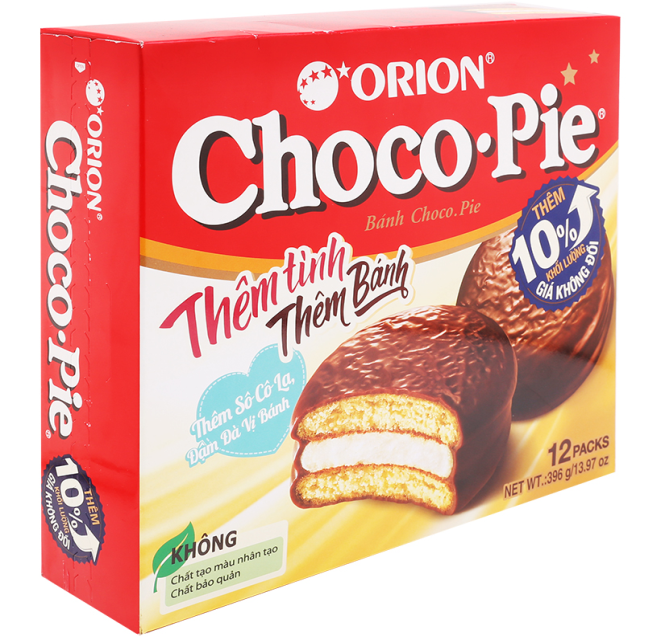 ORION®
Choco.Pie®
Bánh Choco.Pie
THÊM
10%
KHỐI LƯỢNG
GIÁ KHÔNG ĐỔI
Thêm tình
Thêm Bánh
Thêm Sô Cô La,
Đậm Đà Vị Bánh
12 PACKS
NET WT.:396 g/13.97 oz
KHÔNG
Chất tạo màu nhân tạo
Chất bảo quản
ORION®
Choco.Pie®
THÊM
10%
KHỐI LƯỢNG
GIÁ KHÔNG ĐỔI